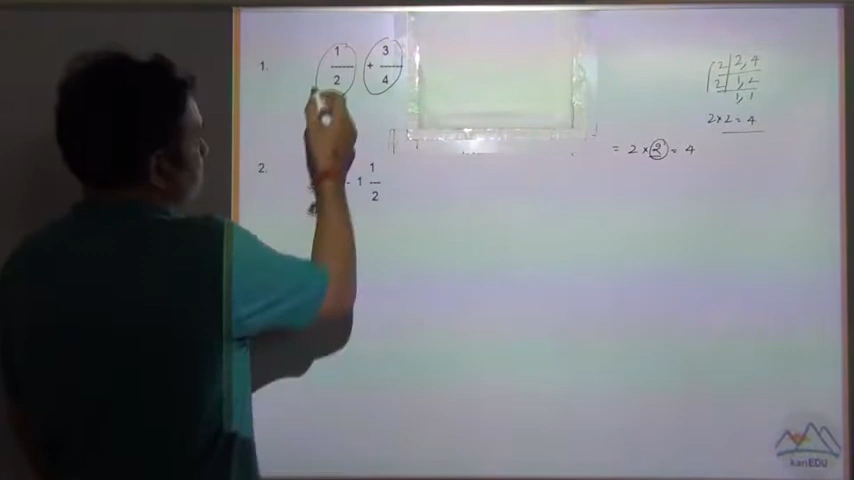 1. 1/2 + 3/4
2 | 2, 4
2 | 1, 2
1, 1
2 × 2 = 4
= 2 × 2 = 4
2. - 1 1/2
kariEDU